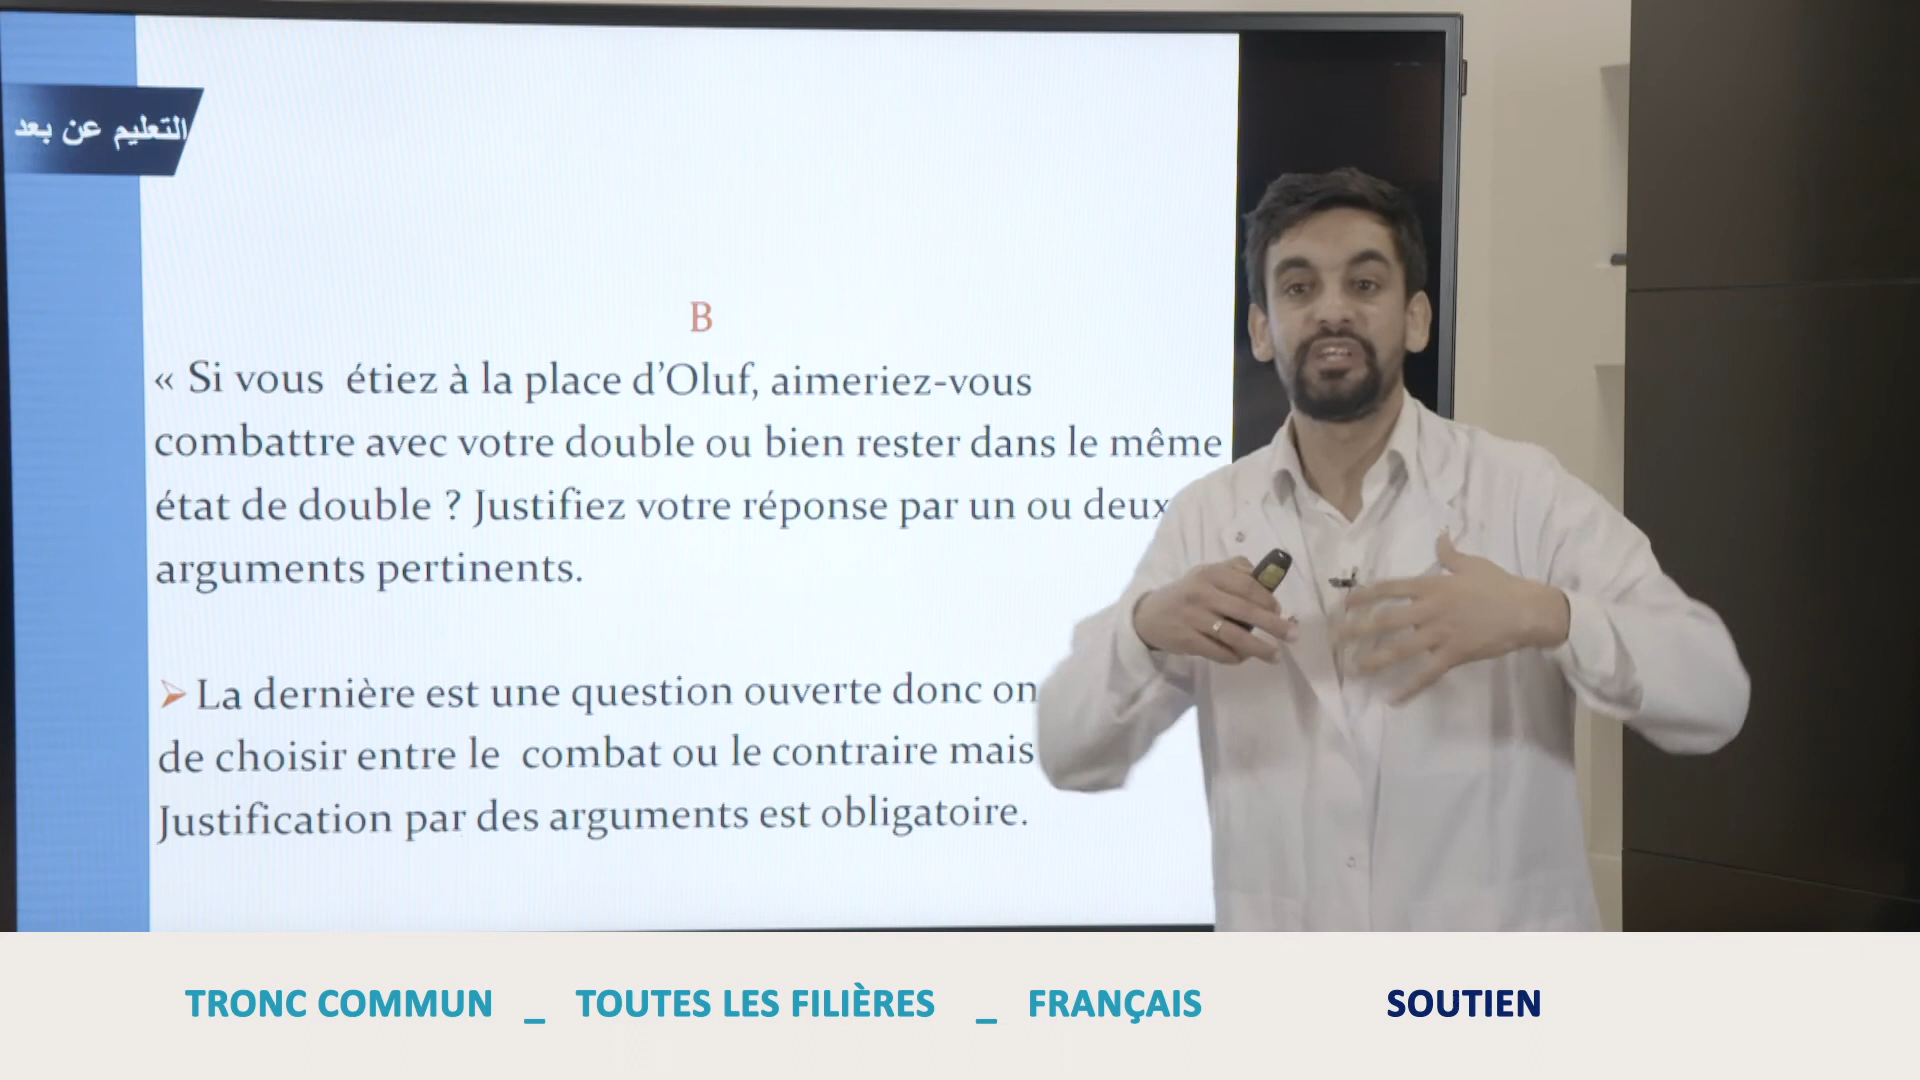 التعليم عن بعد
B
« Si vous étiez à la place d’Oluf, aimeriez-vous
combattre avec votre double ou bien rester dans le même
état de double ? Justifiez votre réponse par un ou deux
arguments pertinents.
➢ La dernière est une question ouverte donc on
de choisir entre le combat ou le contraire mais
Justification par des arguments est obligatoire.
TRONC COMMUN _ TOUTES LES FILIÈRES _ FRANÇAIS SOUTIEN